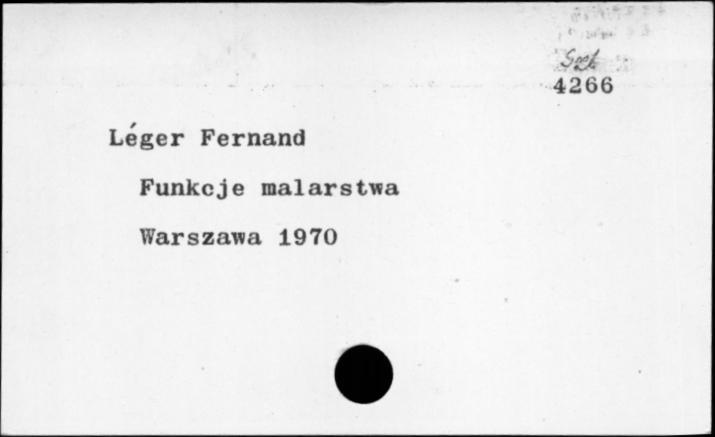 4266
Léger Fernand
Funkcje malarstwa
Warszawa 1970